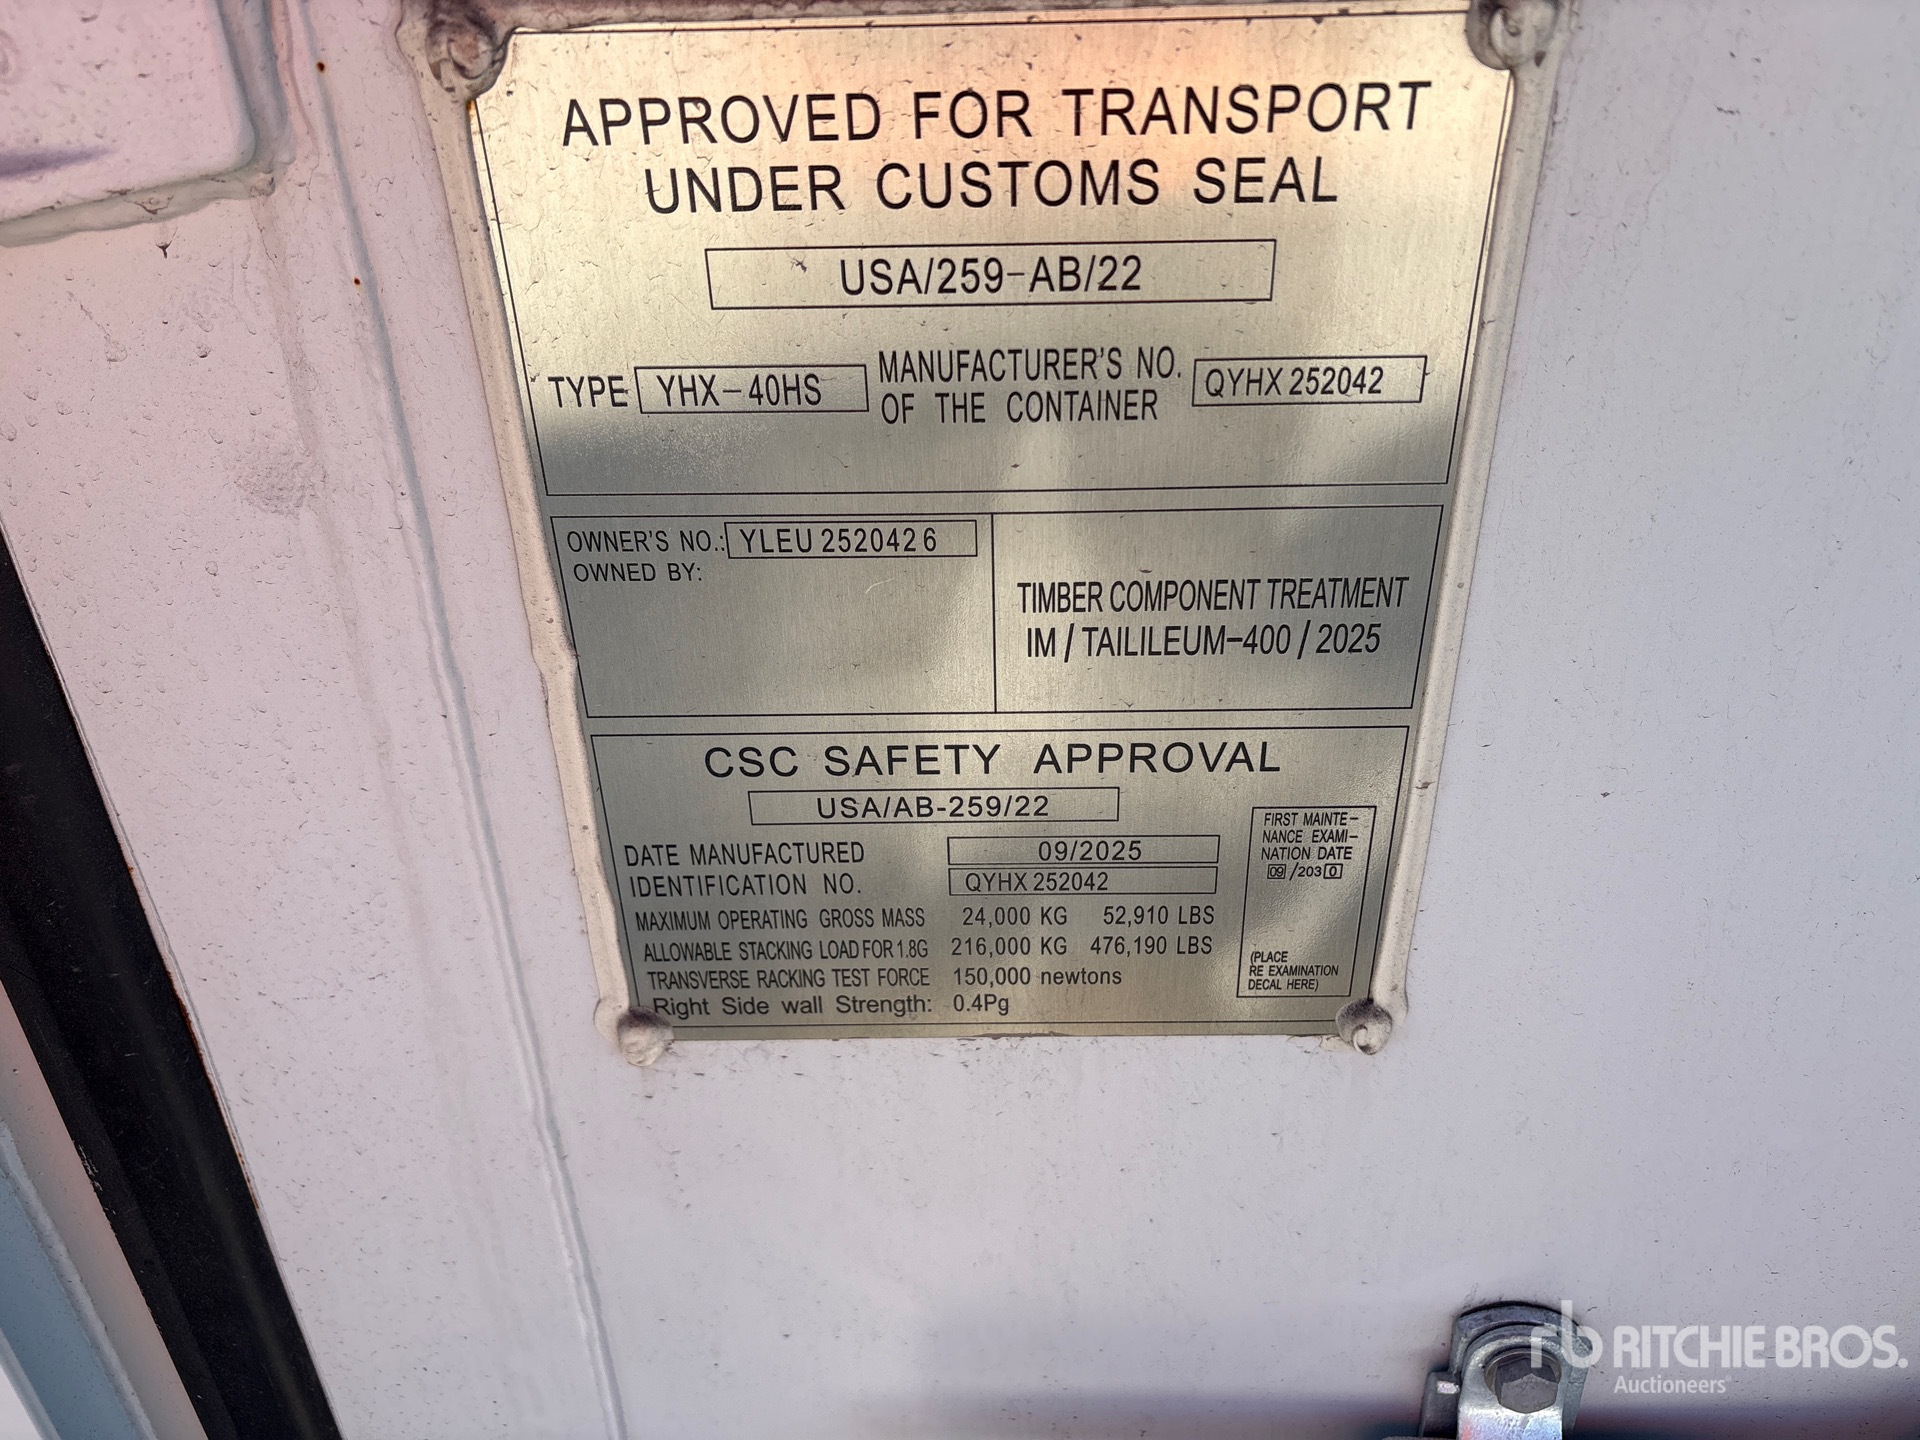 APPROVED FOR TRANSPORT
UNDER CUSTOMS SEAL
USA/259-AB/22
TYPE YHX-40HS MANUFACTURER'S NO. OF THE CONTAINER QYHX 252042
OWNER'S NO.: YLEU 252042 6
OWNED BY:
TIMBER COMPONENT TREATMENT
IM / TAILILEUM-400 / 2025
CSC SAFETY APPROVAL
USA/AB-259/22
DATE MANUFACTURED 09/2025
IDENTIFICATION NO. QYHX 252042
MAXIMUM OPERATING GROSS MASS 24,000 KG 52,910 LBS
ALLOWABLE STACKING LOAD FOR 1.8G 216,000 KG 476,190 LBS
TRANSVERSE RACKING TEST FORCE 150,000 newtons
Right Side wall Strength: 0.4Pg
FIRST MAINTE-
NANCE EXAMI-
NATION DATE
09 /203 0
(PLACE
RE EXAMINATION
DECAL HERE)
rb RITCHIE BROS.
Auctioneers